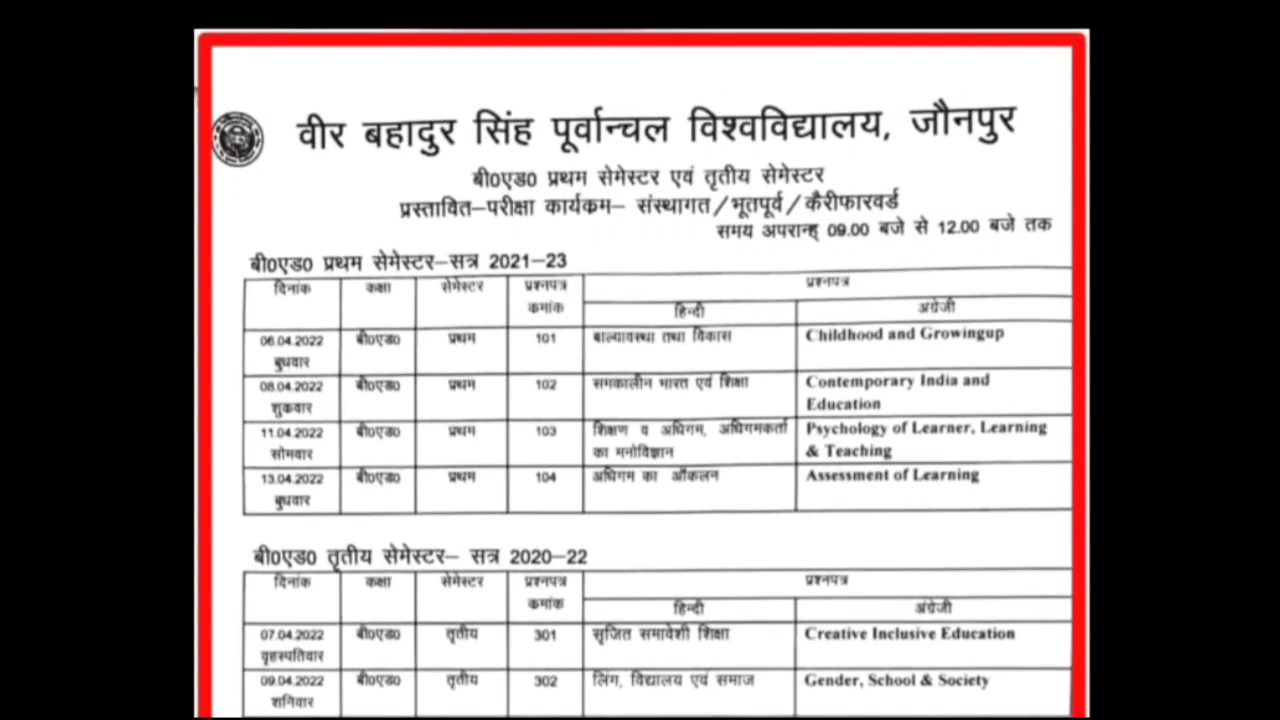 वीर बहादुर सिंह पूर्वान्चल विश्वविद्यालय, जौनपुर
बी0एड0 प्रथम सेमेस्टर एवं तृतीय सेमेस्टर
प्रस्तावित–परीक्षा कार्यकम– संस्थागत/भूतपूर्व/कैरीफारवर्ड
समय अपरान्ह् 09.00 बजे से 12.00 बजे तक
बी0एड0 प्रथम सेमेस्टर–सत्र 2021–23
दिनांक कक्षा सेमेस्टर प्रश्नपत्र प्रश्नपत्र
कमांक हिन्दी अंग्रेजी
06.04.2022 बी0एड0 प्रथम 101 बाल्यावस्था तथा विकास Childhood and Growingup
बुधवार
08.04.2022 बी0एड0 प्रथम 102 समकालीन भारत एवं शिक्षा Contemporary India and
शुकवार Education
11.04.2022 बी0एड0 प्रथम 103 शिक्षण व अधिगम, अधिगमकर्ता Psychology of Learner, Learning
सोमवार का मनोविज्ञान & Teaching
13.04.2022 बी0एड0 प्रथम 104 अधिगम का ऑकलन Assessment of Learning
बुधवार
बी0एड0 तृतीय सेमेस्टर– सत्र 2020–22
दिनांक कक्षा सेमेस्टर प्रश्नपत्र प्रश्नपत्र
कमांक हिन्दी अंग्रेजी
07.04.2022 बी0एड0 तृतीय 301 सृजित समावेशी शिक्षा Creative Inclusive Education
वृहस्पतिवार
09.04.2022 बी0एड0 तृतीय 302 लिंग, विद्यालय एवं समाज Gender, School & Society
शनिवार